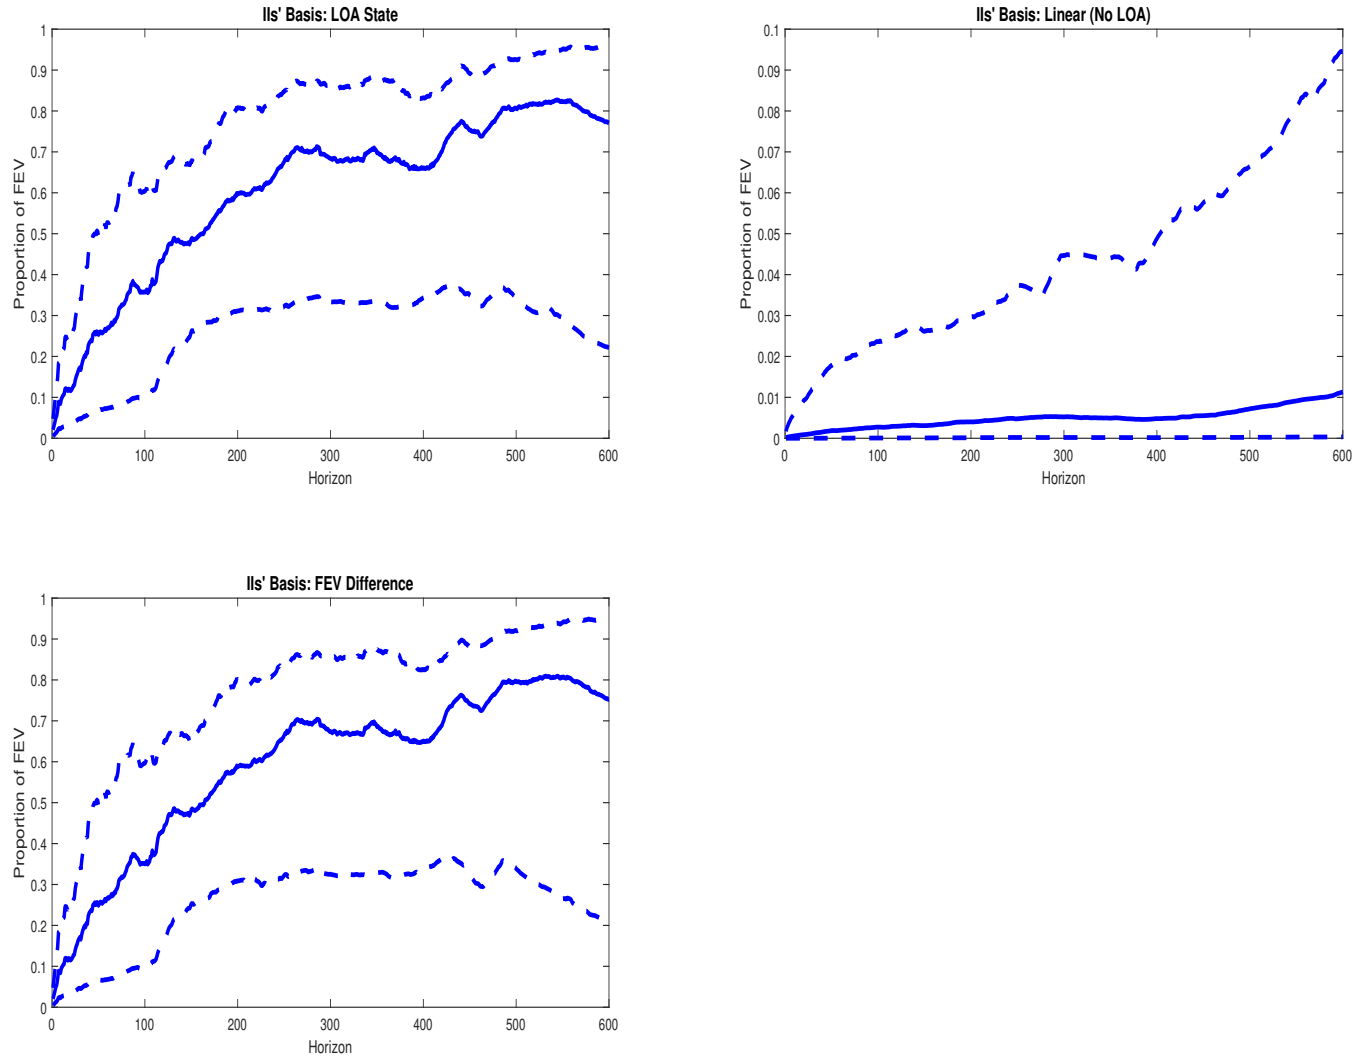 IIs' Basis: LOA State
1
0.9
0.8
0.7
0.6
0.5
0.4
0.3
0.2
0.1
0
Proportion of FEV
0 100 200 300 400 500 600
Horizon
IIs' Basis: Linear (No LOA)
0.1
0.09
0.08
0.07
0.06
0.05
0.04
0.03
0.02
0.01
0
Proportion of FEV
0 100 200 300 400 500 600
Horizon
IIs' Basis: FEV Difference
1
0.9
0.8
0.7
0.6
0.5
0.4
0.3
0.2
0.1
0
Proportion of FEV
0 100 200 300 400 500 600
Horizon